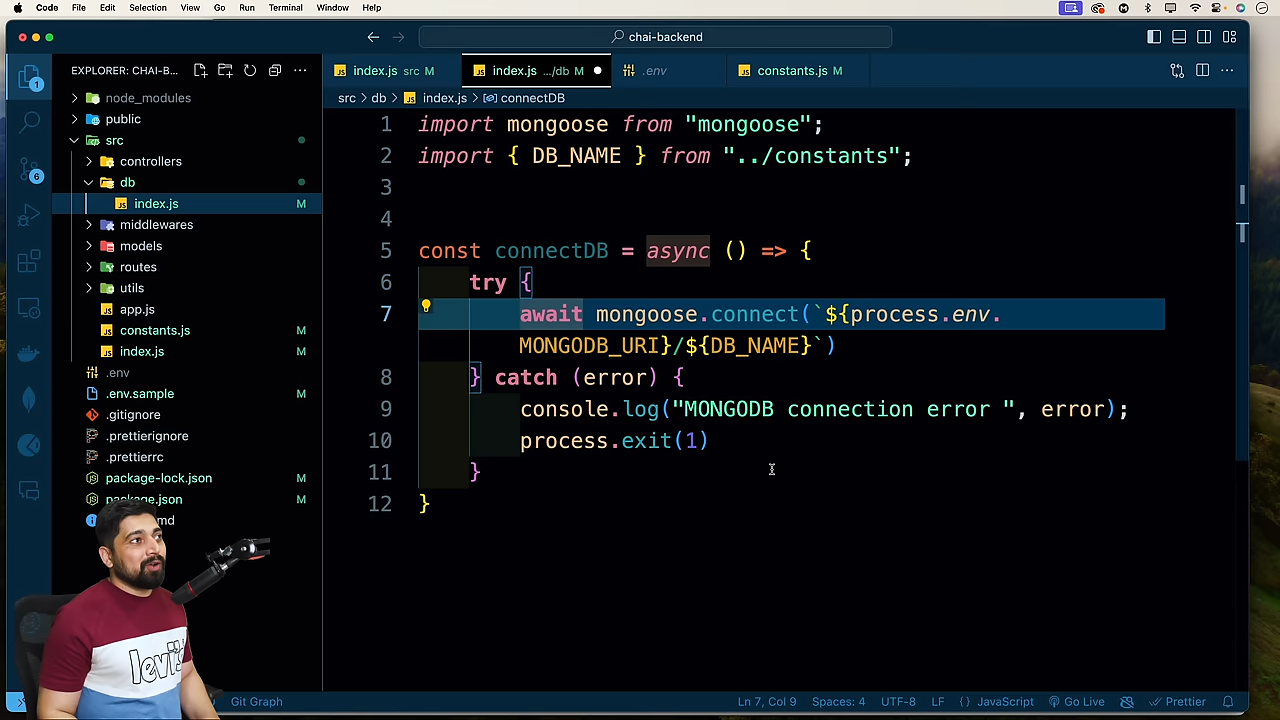 Code File Edit Selection View Go Run Terminal Window Help
chai-backend
EXPLORER: CHAI-B...
index.js src M
index.js .../db M
.env
constants.js M
src > db > index.js > connectDB
node_modules
public
src
controllers
db
index.js M
middlewares
models
routes
utils
app.js
constants.js M
index.js M
.env
.env.sample M
.gitignore
.prettierignore
.prettierrc
package-lock.json M
package.json M
md
1
6
1 import mongoose from "mongoose";
2 import { DB_NAME } from "../constants";
3
4
5 const connectDB = async () => {
6 try {
7 await mongoose.connect(`${process.env.
MONGODB_URI}/${DB_NAME}`)
8 } catch (error) {
9 console.log("MONGODB connection error ", error);
10 process.exit(1)
11 }
12 }
levi's
Git Graph
Ln 7, Col 9 Spaces: 4 UTF-8 LF {} JavaScript Go Live Prettier